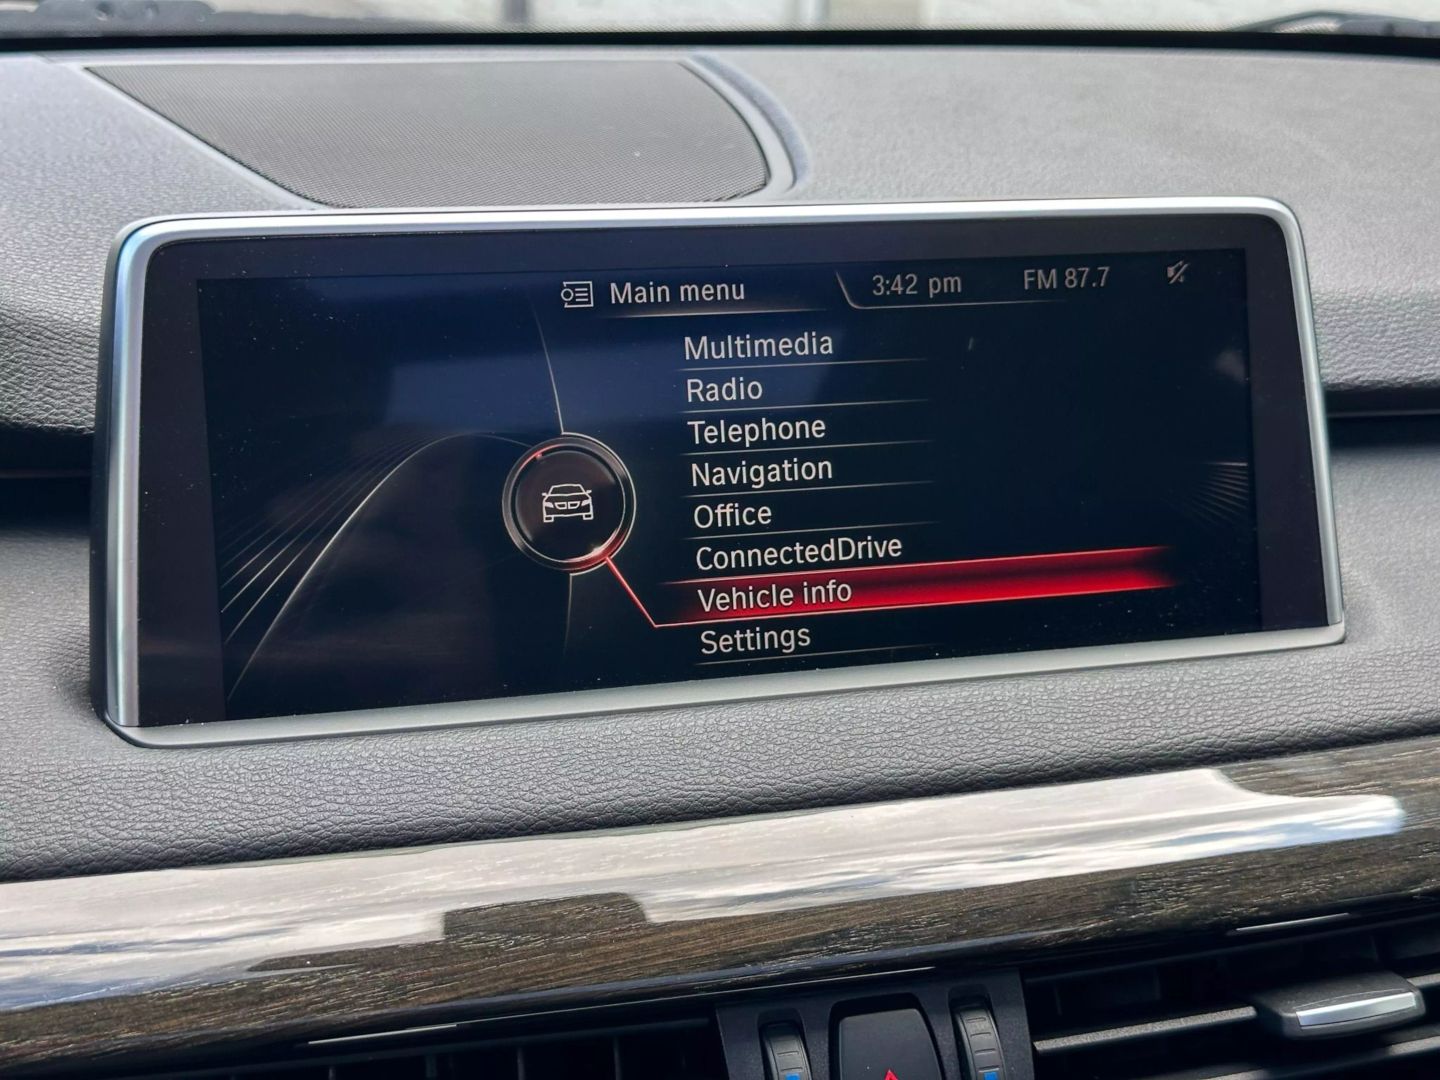 Main menu 3:42 pm FM 87.7
Multimedia
Radio
Telephone
Navigation
Office
ConnectedDrive
Vehicle info
Settings